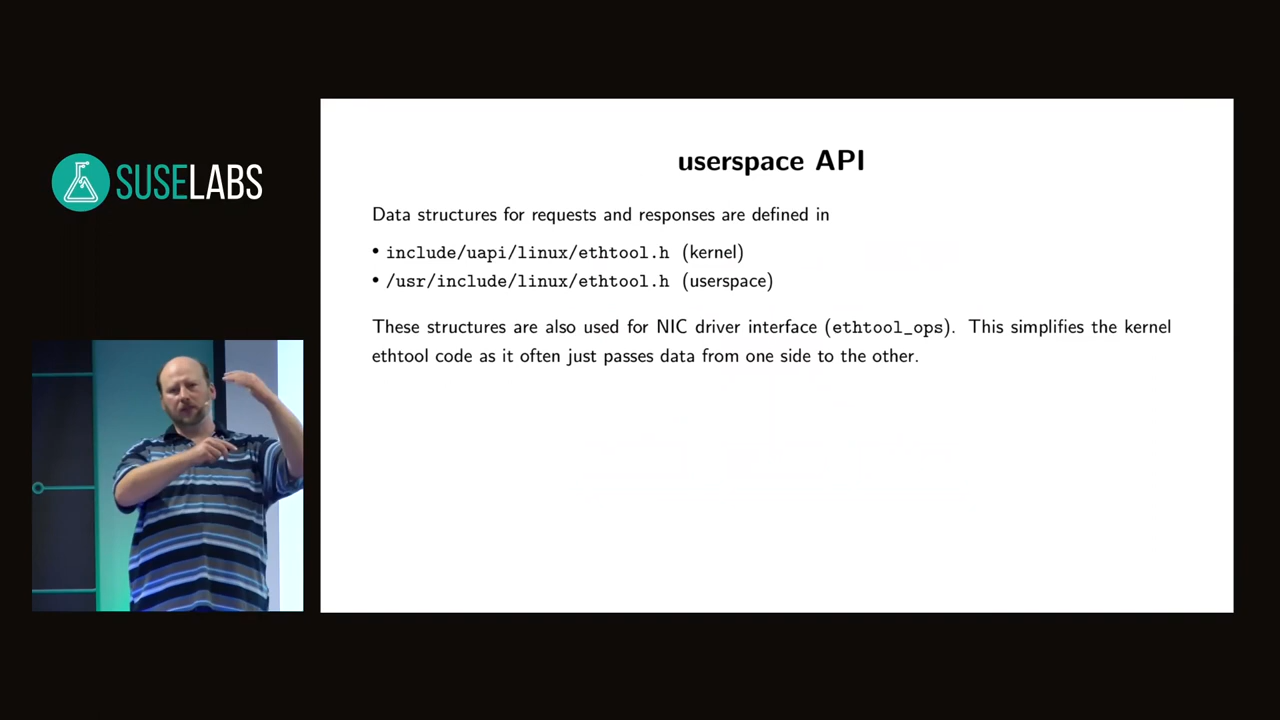 SUSELABS
userspace API
Data structures for requests and responses are defined in
• include/uapi/linux/ethtool.h (kernel)
• /usr/include/linux/ethtool.h (userspace)
These structures are also used for NIC driver interface (ethtool_ops). This simplifies the kernel
ethtool code as it often just passes data from one side to the other.